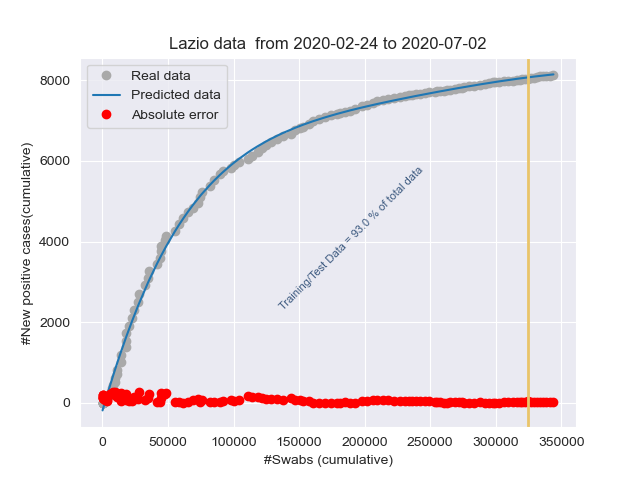 Lazio data  from 2020-02-24 to 2020-07-02
Real data
Predicted data
Absolute error
#New positive cases(cumulative)
8000
6000
4000
2000
0
Training/Test Data = 93.0 % of total data
0 50000 100000 150000 200000 250000 300000 350000
#Swabs (cumulative)